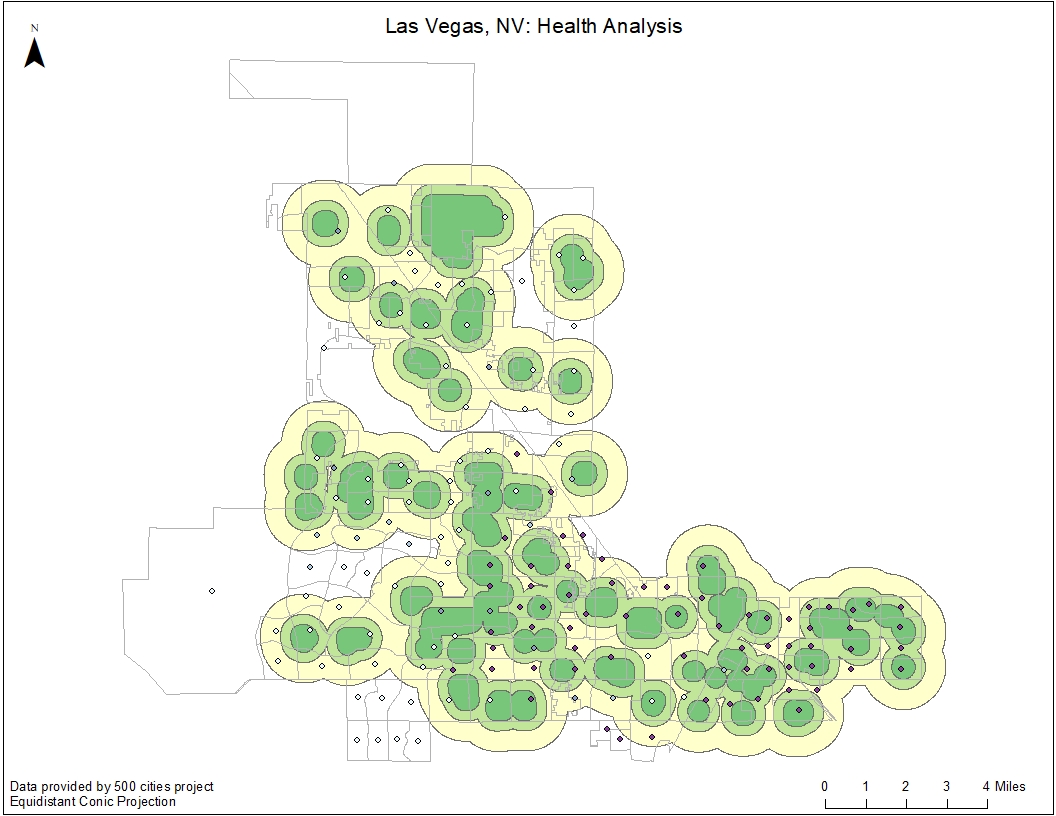 Las Vegas, NV: Health Analysis
N
Data provided by 500 cities project
Equidistant Conic Projection
0 1 2 3 4 Miles